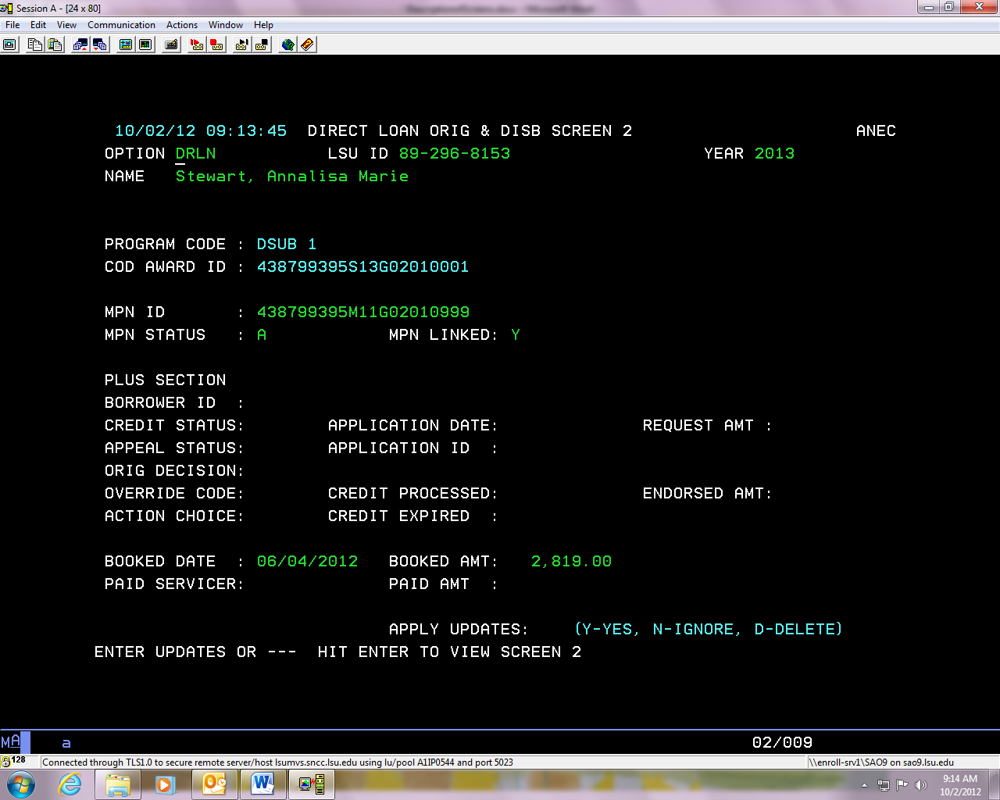 Session A - [24 x 80]
File Edit View Communication Actions Window Help
10/02/12 09:13:45 DIRECT LOAN ORIG & DISB SCREEN 2 ANEC
OPTION DRLN LSU ID 89-296-8153 YEAR 2013
NAME Stewart, Annalisa Marie
PROGRAM CODE : DSUB 1
COD AWARD ID : 438799395S13G02010001
MPN ID : 438799395M11G02010999
MPN STATUS : A MPN LINKED: Y
PLUS SECTION
BORROWER ID :
CREDIT STATUS: APPLICATION DATE: REQUEST AMT :
APPEAL STATUS: APPLICATION ID :
ORIG DECISION:
OVERRIDE CODE: CREDIT PROCESSED: ENDORSED AMT:
ACTION CHOICE: CREDIT EXPIRED :
BOOKED DATE : 06/04/2012 BOOKED AMT: 2,819.00
PAID SERVICER: PAID AMT :
APPLY UPDATES: (Y-YES, N-IGNORE, D-DELETE)
ENTER UPDATES OR --- HIT ENTER TO VIEW SCREEN 2
MA a 02/009
128 Connected through TLS1.0 to secure remote server/host lsumvs.sncc.lsu.edu using lu/pool A1IP0544 and port 5023 \\enroll-srv1\SAO9 on sao9.lsu.edu
9:14 AM
10/2/2012